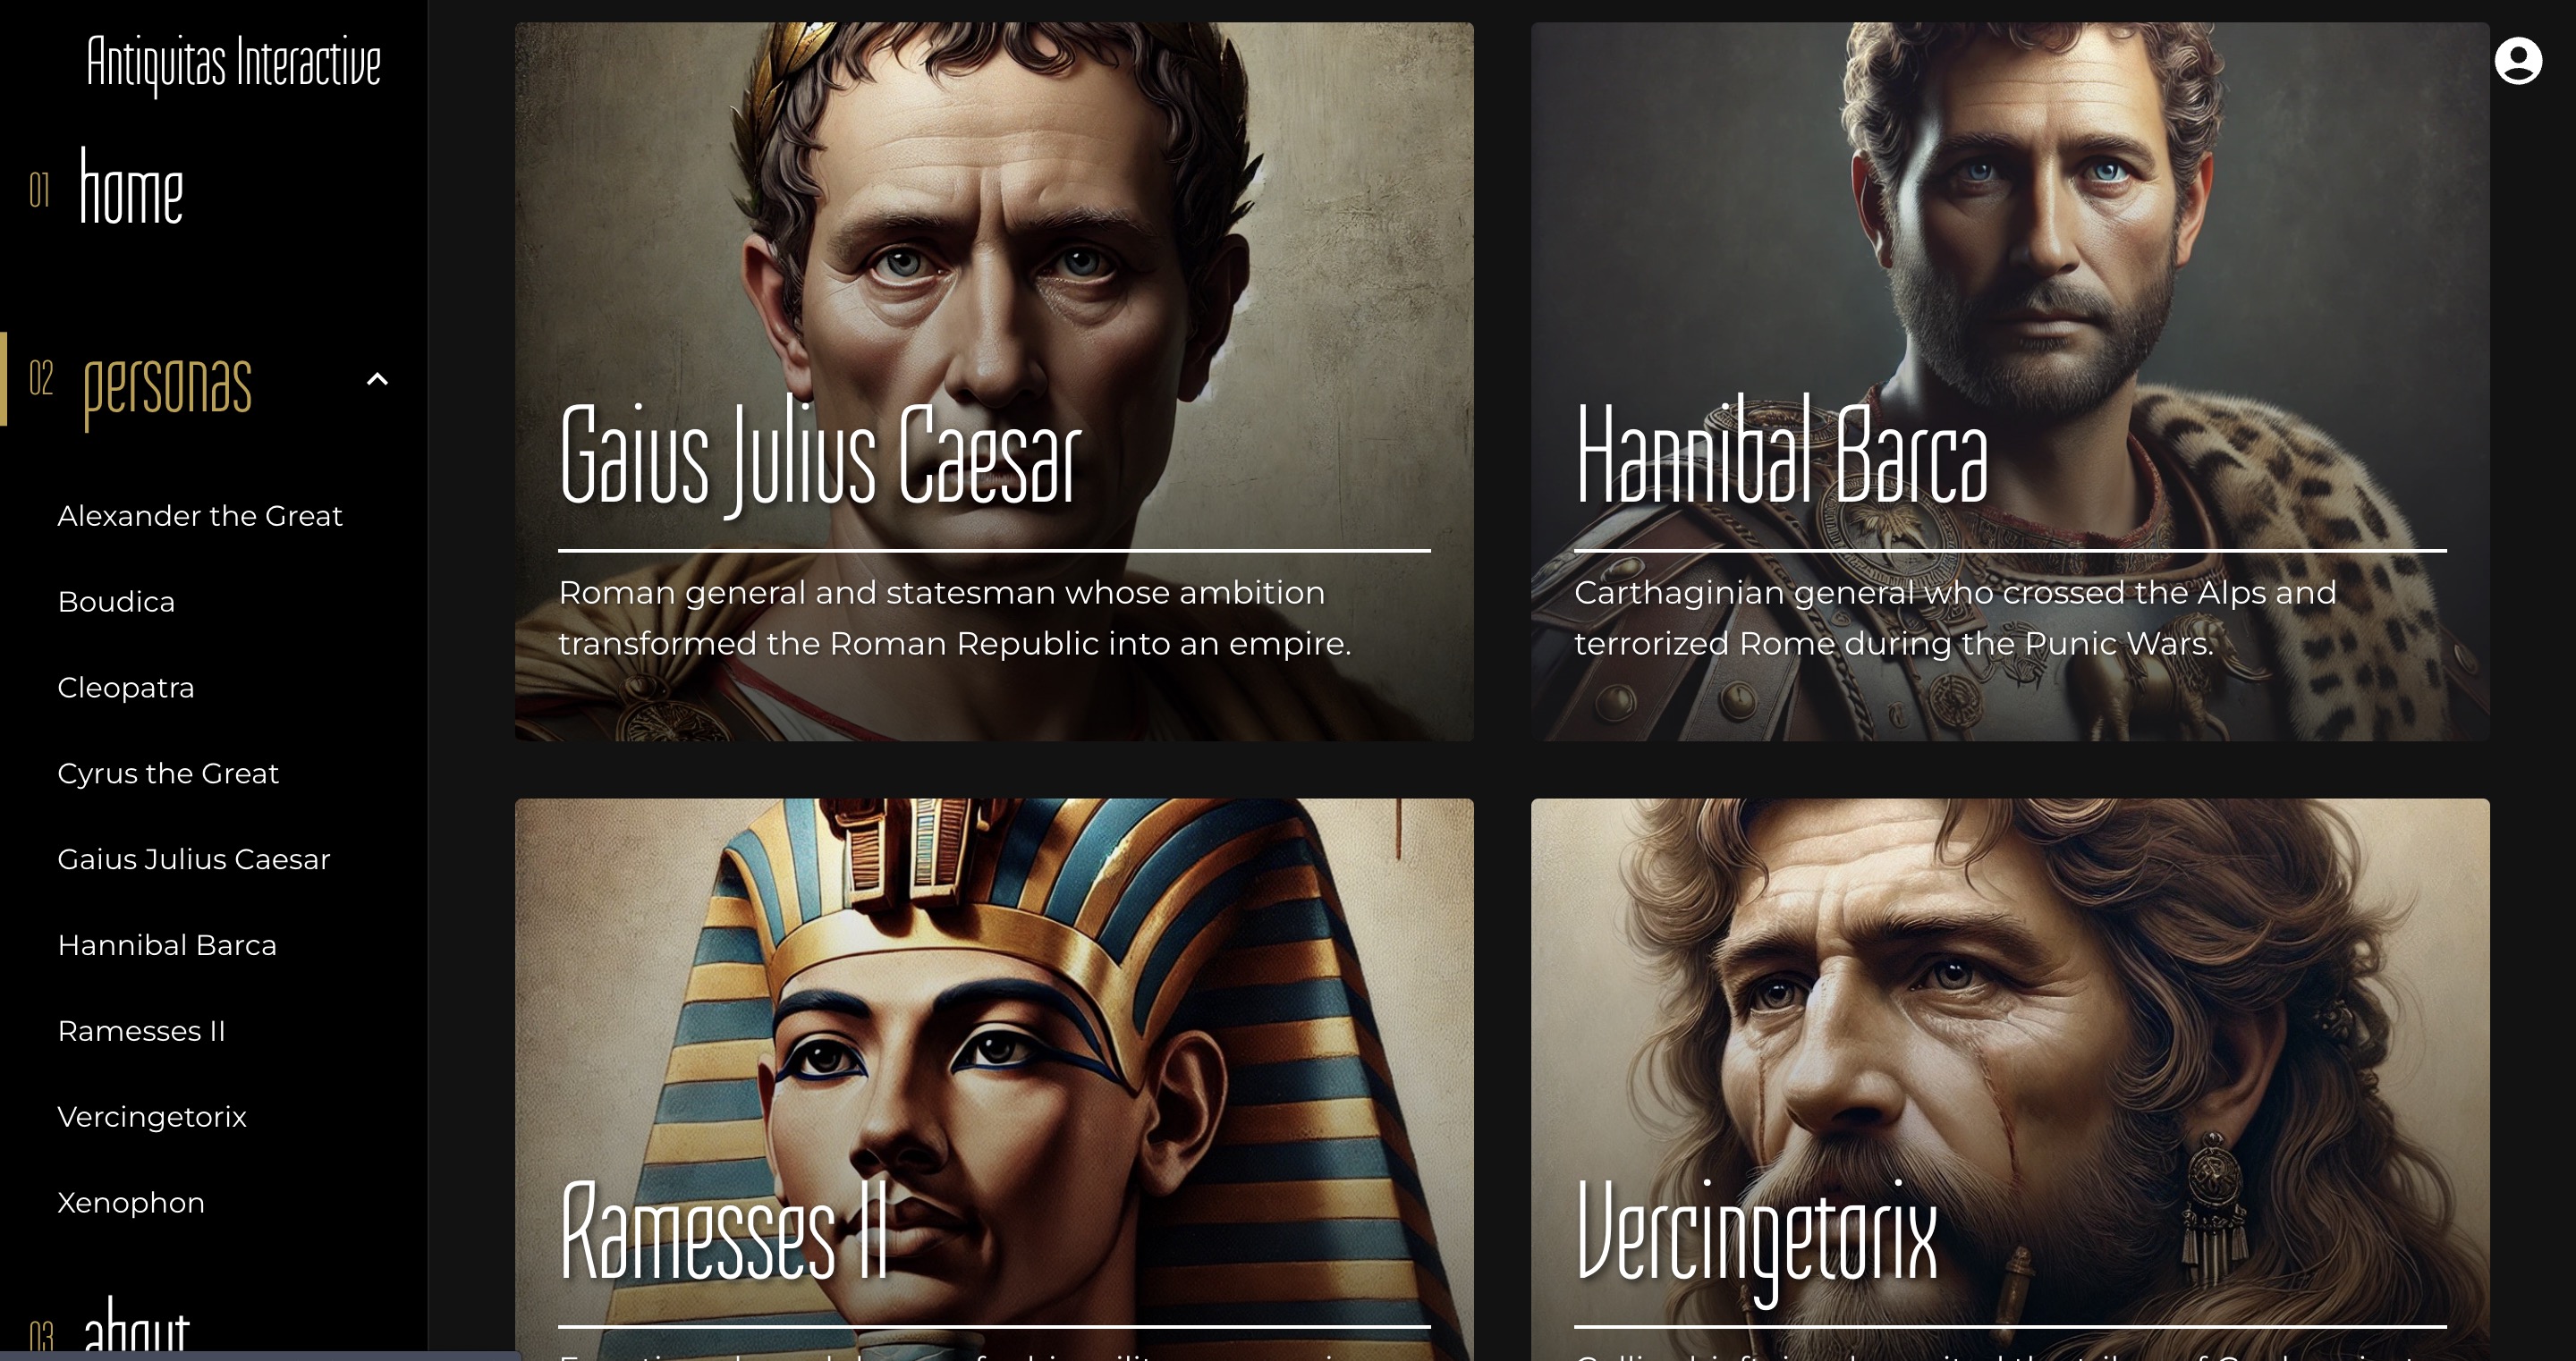 Antiquitas Interactive
01 home
02 personas
Alexander the Great
Boudica
Cleopatra
Cyrus the Great
Gaius Julius Caesar
Hannibal Barca
Ramesses II
Vercingetorix
Xenophon
03 about
Gaius Julius Caesar
Roman general and statesman whose ambition
transformed the Roman Republic into an empire.
Hannibal Barca
Carthaginian general who crossed the Alps and
terrorized Rome during the Punic Wars.
Ramesses II
Vercingetorix